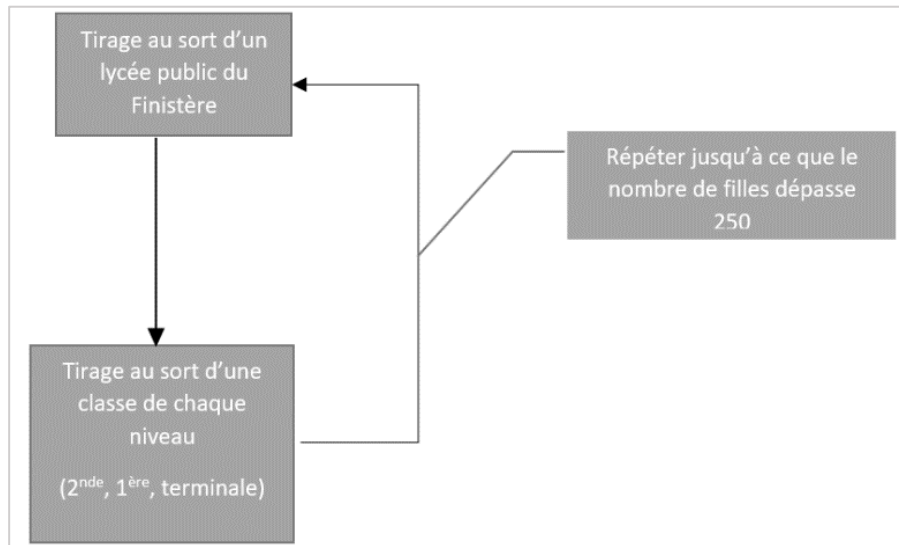 Tirage au sort d’un
lycée public du
Finistère
Répéter jusqu’à ce que le
nombre de filles dépasse
250
Tirage au sort d’une
classe de chaque
niveau
(2nde, 1ère, terminale)